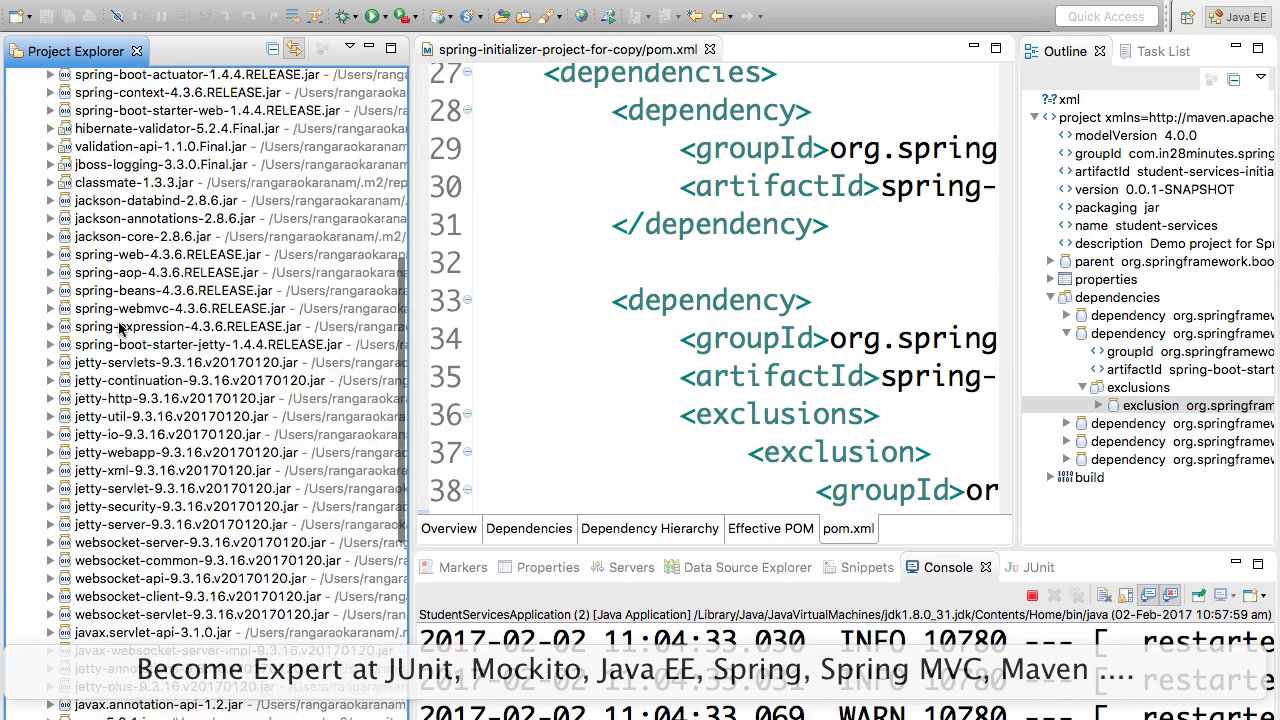 Quick Access
Java EE
Project Explorer
spring-boot-actuator-1.4.4.RELEASE.jar - /Users/ranga
spring-context-4.3.6.RELEASE.jar - /Users/rangaraoka
spring-boot-starter-web-1.4.4.RELEASE.jar - /Users/
hibernate-validator-5.2.4.Final.jar - /Users/rangaraok
validation-api-1.1.0.Final.jar - /Users/rangaraokaranar
jboss-logging-3.3.0.Final.jar - /Users/rangaraokarana
classmate-1.3.3.jar - /Users/rangaraokaranam/.m2/rep
jackson-databind-2.8.6.jar - /Users/rangaraokaranam
jackson-annotations-2.8.6.jar - /Users/rangaraokaran
jackson-core-2.8.6.jar - /Users/rangaraokaranam/.m2/
spring-web-4.3.6.RELEASE.jar - /Users/rangaraokaran
spring-aop-4.3.6.RELEASE.jar - /Users/rangaraokaran
spring-beans-4.3.6.RELEASE.jar - /Users/rangaraokar
spring-webmvc-4.3.6.RELEASE.jar - /Users/rangaraok
spring-expression-4.3.6.RELEASE.jar - /Users/rangara
spring-boot-starter-jetty-1.4.4.RELEASE.jar - /Users/
jetty-servlets-9.3.16.v20170120.jar - /Users/rangarao
jetty-continuation-9.3.16.v20170120.jar - /Users/rang
jetty-http-9.3.16.v20170120.jar - /Users/rangaraokara
jetty-util-9.3.16.v20170120.jar - /Users/rangaraokaran
jetty-io-9.3.16.v20170120.jar - /Users/rangaraokarana
jetty-webapp-9.3.16.v20170120.jar - /Users/rangaraol
jetty-xml-9.3.16.v20170120.jar - /Users/rangaraokara
jetty-servlet-9.3.16.v20170120.jar - /Users/rangaraok
jetty-security-9.3.16.v20170120.jar - /Users/rangarao
jetty-server-9.3.16.v20170120.jar - /Users/rangaraok
websocket-server-9.3.16.v20170120.jar - /Users/rang
websocket-common-9.3.16.v20170120.jar - /Users/ra
websocket-api-9.3.16.v20170120.jar - /Users/rangara
websocket-client-9.3.16.v20170120.jar - /Users/rang
websocket-servlet-9.3.16.v20170120.jar - /Users/rang
javax.servlet-api-3.1.0.jar - /Users/rangaraokaranam/
javax-websocket-server-impl-9.3.16.v20170120.jar
javax.annotation-api-1.2.jar - /Users/rangaraokaranam
spring-initializer-project-for-copy/pom.xml
27 <dependencies>
28 <dependency>
29 <groupId>org.spring
30 <artifactId>spring-
31 </dependency>
32
33 <dependency>
34 <groupId>org.spring
35 <artifactId>spring-
36 <exclusions>
37 <exclusion>
38 <groupId>or
Overview Dependencies Dependency Hierarchy Effective POM pom.xml
Outline Task List
?-? xml
project xmlns=http://maven.apache
modelVersion 4.0.0
groupId com.in28minutes.spring
artifactId student-services-initia
version 0.0.1-SNAPSHOT
packaging jar
name student-services
description Demo project for Spr
parent org.springframework.boo
properties
dependencies
dependency org.springframew
dependency org.springframew
groupId org.springframewo
artifactId spring-boot-start
exclusions
exclusion org.springfram
dependency org.springframew
dependency org.springframew
dependency org.springframew
build
Markers Properties Servers Data Source Explorer Snippets Console JUnit
StudentServicesApplication (2) [Java Application] /Library/Java/JavaVirtualMachines/jdk1.8.0_31.jdk/Contents/Home/bin/java (02-Feb-2017 10:57:59 am)
2017-02-02 11:04:33.030 INFO 10780 --- [ restarte
2017-02-02 11:04:33.069 WARN 10780 --- [ restarte
Become Expert at JUnit, Mockito, Java EE, Spring, Spring MVC, Maven ....